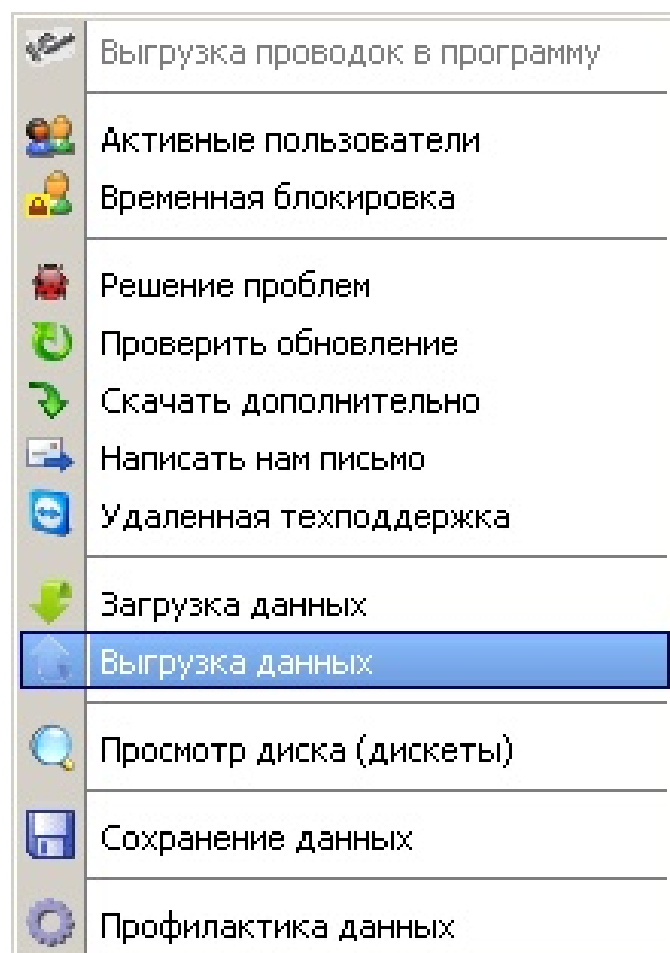 Выгрузка проводок в программу
Активные пользователи
Временная блокировка
Решение проблем
Проверить обновление
Скачать дополнительно
Написать нам письмо
Удаленная техподдержка
Загрузка данных
Выгрузка данных
Просмотр диска (дискеты)
Сохранение данных
Профилактика данных